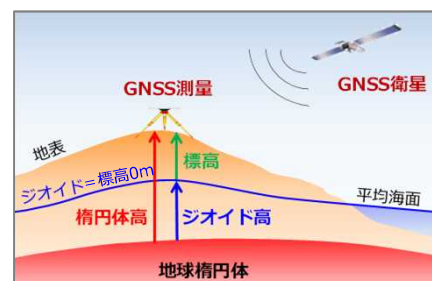 GNSS測量
GNSS衛星
地表
標高
ジオイド=標高0m
平均海面
楕円体高
ジオイド高
地球楕円体